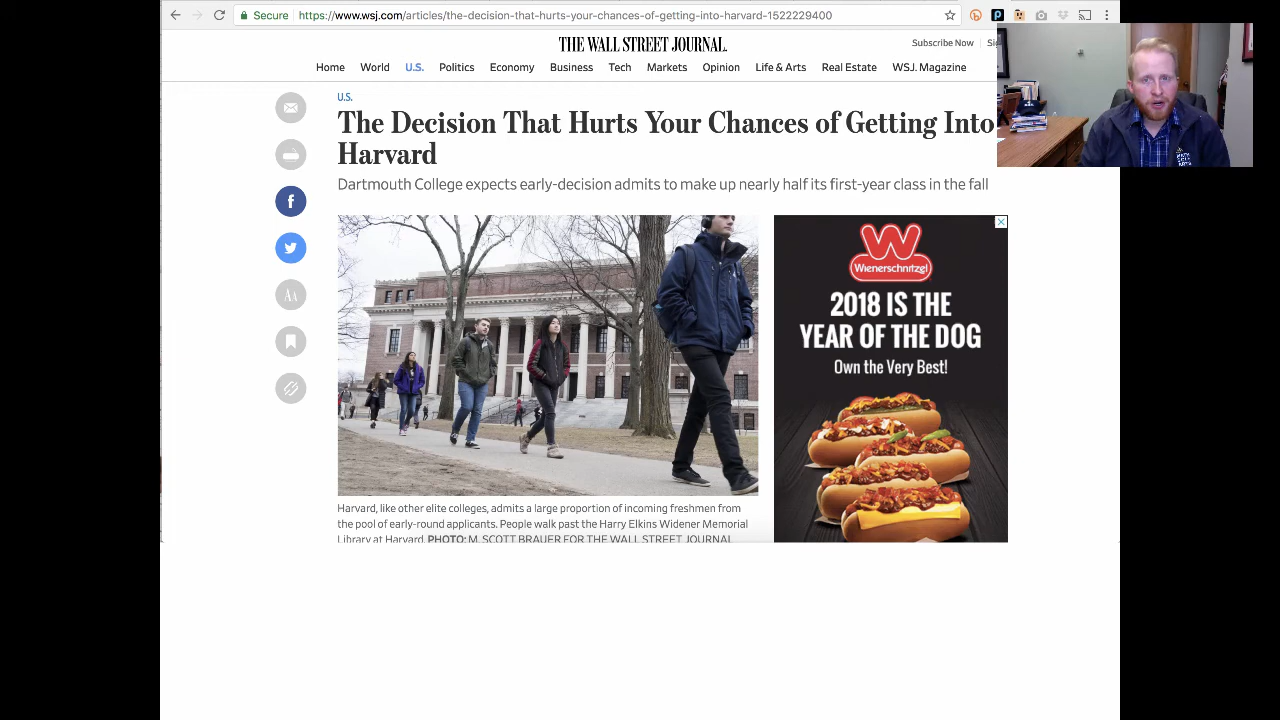 Secure
https://www.wsj.com/articles/the-decision-that-hurts-your-chances-of-getting-into-harvard-1522229400
THE WALL STREET JOURNAL.
Subscribe Now
Home World U.S. Politics Economy Business Tech Markets Opinion Life & Arts Real Estate WSJ. Magazine
U.S.
The Decision That Hurts Your Chances of Getting Into
Harvard
Dartmouth College expects early-decision admits to make up nearly half its first-year class in the fall
f
AA
W
Wienerschnitzel
2018 IS THE
YEAR OF THE DOG
Own the Very Best!
Harvard, like other elite colleges, admits a large proportion of incoming freshmen from
the pool of early-round applicants. People walk past the Harry Elkins Widener Memorial
Library at Harvard. PHOTO: M. SCOTT BRAUER FOR THE WALL STREET JOURNAL